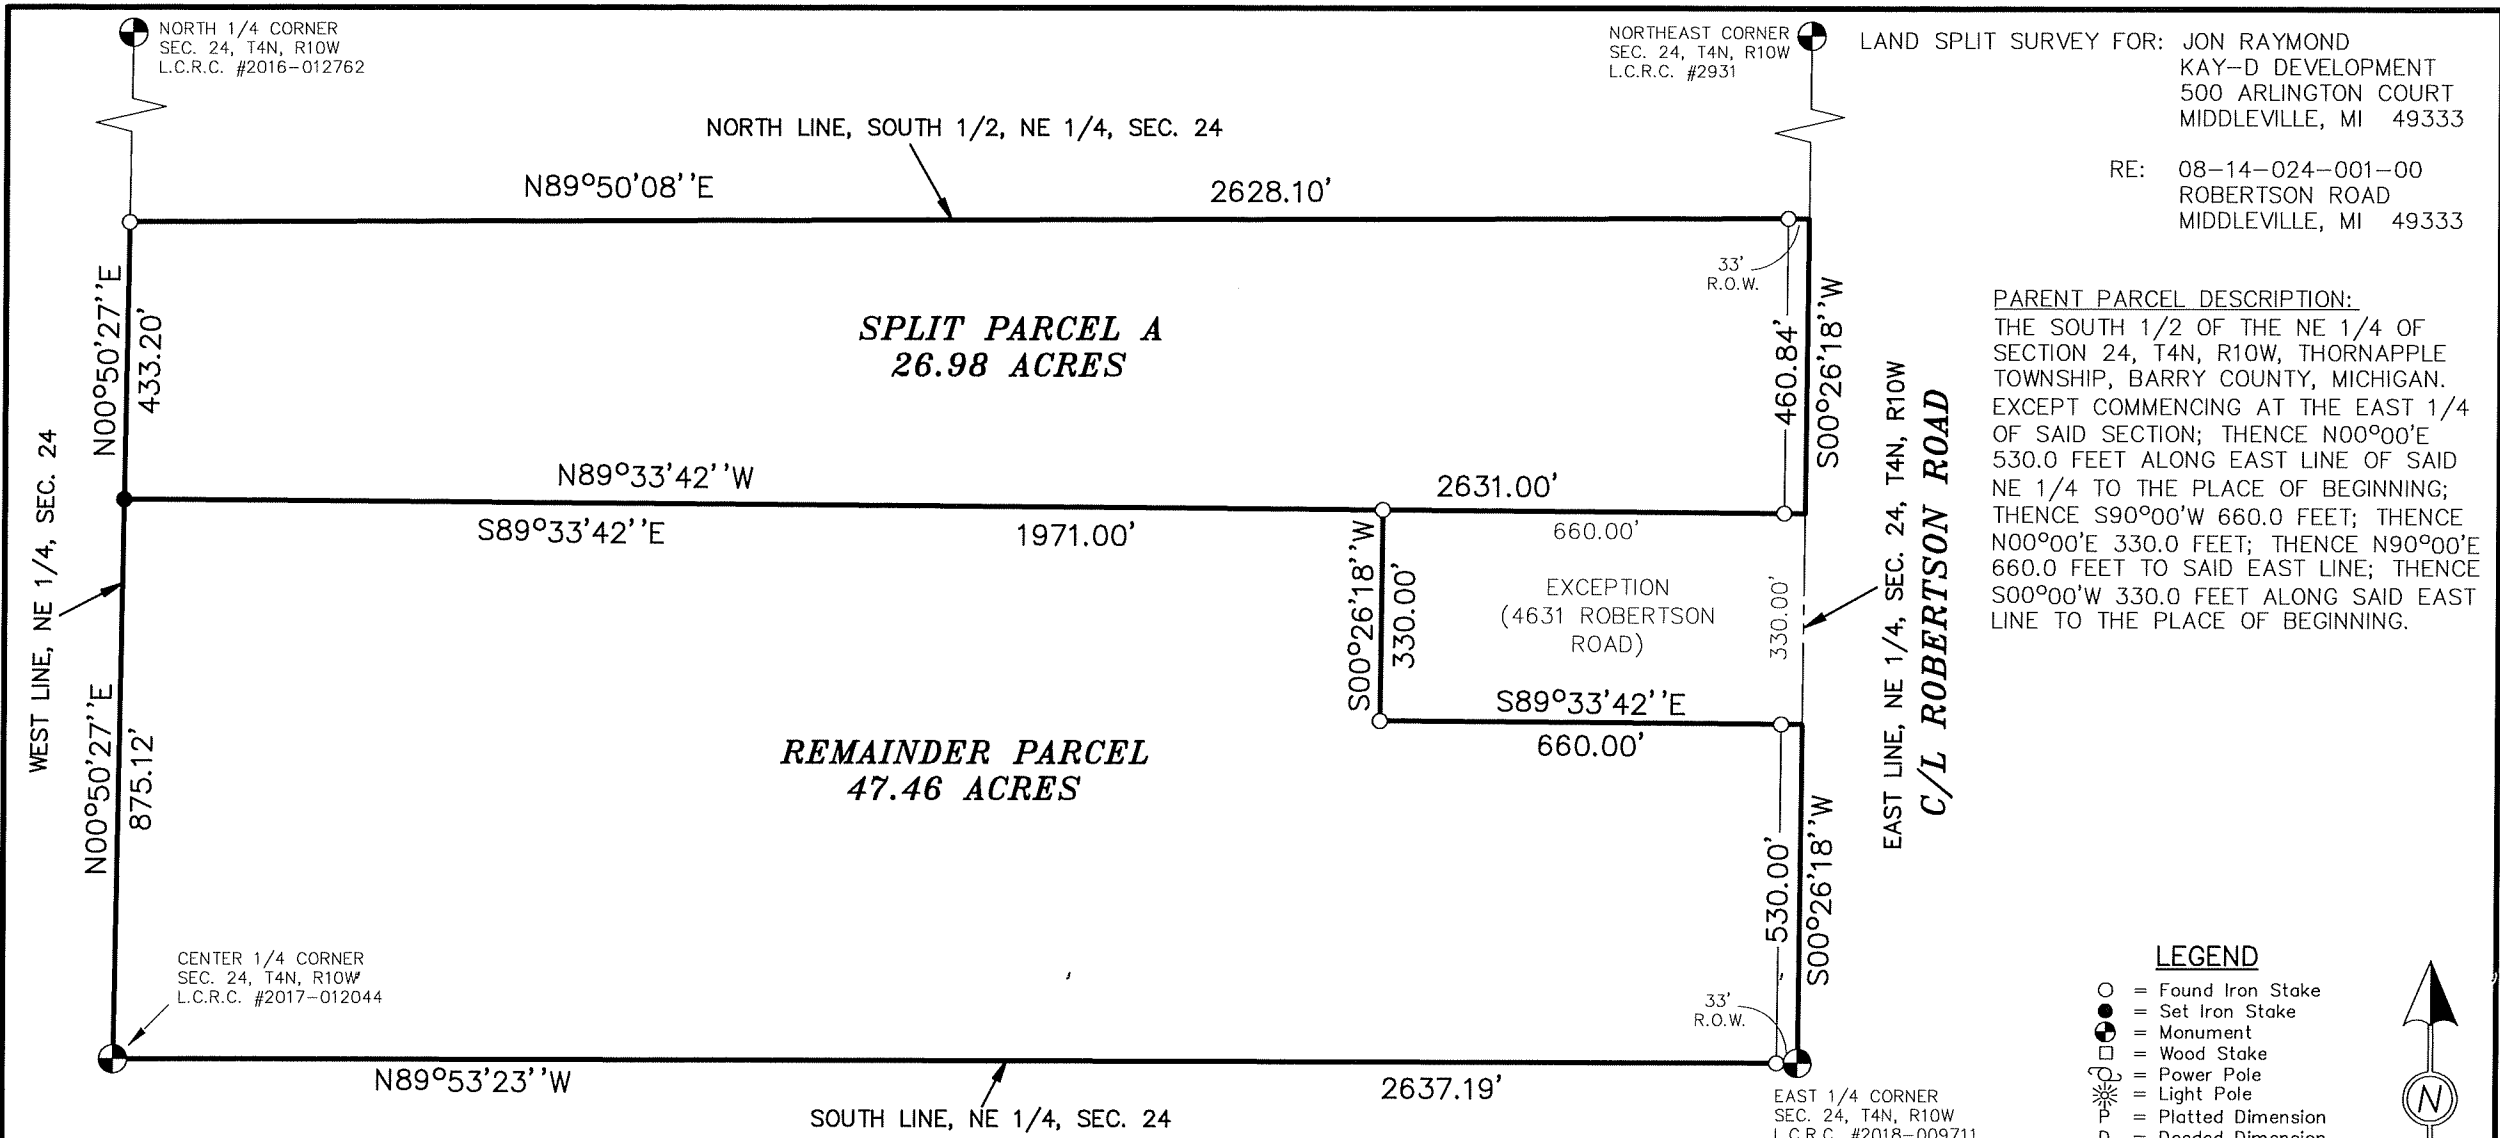 NORTH 1/4 CORNER
SEC. 24, T4N, R10W
L.C.R.C. #2016-012762
NORTHEAST CORNER
SEC. 24, T4N, R10W
L.C.R.C. #2931
LAND SPLIT SURVEY FOR: JON RAYMOND
KAY-D DEVELOPMENT
500 ARLINGTON COURT
MIDDLEVILLE, MI 49333
RE: 08-14-024-001-00
ROBERTSON ROAD
MIDDLEVILLE, MI 49333
NORTH LINE, SOUTH 1/2, NE 1/4, SEC. 24
N89°50'08''E
2628.10'
33'
R.O.W.
N00°50'27''E
433.20'
SPLIT PARCEL A
26.98 ACRES
460.84'
S00°26'18''W
PARENT PARCEL DESCRIPTION:
THE SOUTH 1/2 OF THE NE 1/4 OF
SECTION 24, T4N, R10W, THORNAPPLE
TOWNSHIP, BARRY COUNTY, MICHIGAN.
EXCEPT COMMENCING AT THE EAST 1/4
OF SAID SECTION; THENCE N00°00'E
530.0 FEET ALONG EAST LINE OF SAID
NE 1/4 TO THE PLACE OF BEGINNING;
THENCE S90°00'W 660.0 FEET; THENCE
N00°00'E 330.0 FEET; THENCE N90°00'E
660.0 FEET TO SAID EAST LINE; THENCE
S00°00'W 330.0 FEET ALONG SAID EAST
LINE TO THE PLACE OF BEGINNING.
WEST LINE, NE 1/4, SEC. 24
N89°33'42''W
2631.00'
S89°33'42''E
1971.00'
660.00'
S00°26'18''W
330.00'
EXCEPTION
(4631 ROBERTSON
ROAD)
330.00'
EAST LINE, NE 1/4, SEC. 24, T4N, R10W
C/L ROBERTSON ROAD
S89°33'42''E
660.00'
N00°50'27''E
875.12'
REMAINDER PARCEL
47.46 ACRES
530.00'
S00°26'18''W
CENTER 1/4 CORNER
SEC. 24, T4N, R10W
L.C.R.C. #2017-012044
33'
R.O.W.
N89°53'23''W
2637.19'
SOUTH LINE, NE 1/4, SEC. 24
EAST 1/4 CORNER
SEC. 24, T4N, R10W
L.C.R.C. #2018-009711
LEGEND
= Found Iron Stake
= Set Iron Stake
= Monument
= Wood Stake
= Power Pole
= Light Pole
P = Platted Dimension
D = Deeded Dimension
N